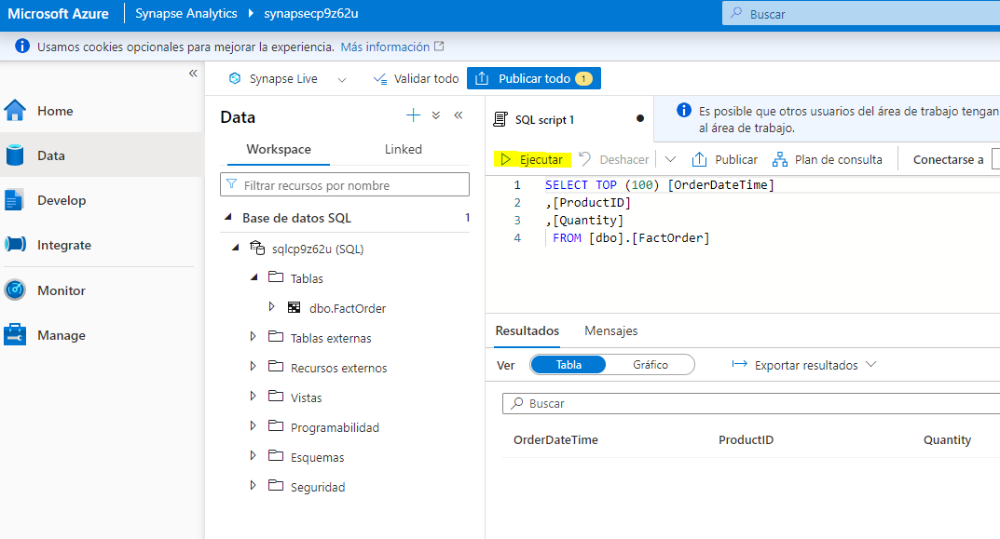 Microsoft Azure Synapse Analytics synapsecp9z62u Buscar
Usamos cookies opcionales para mejorar la experiencia. Más información
Synapse Live Validar todo Publicar todo 1
Home
Data
Develop
Integrate
Monitor
Manage
Data
Workspace Linked
Filtrar recursos por nombre
Base de datos SQL 1
sqlcp9z62u (SQL)
Tablas
dbo.FactOrder
Tablas externas
Recursos externos
Vistas
Programabilidad
Esquemas
Seguridad
SQL script 1
Es posible que otros usuarios del área de trabajo tengan
al área de trabajo.
Ejecutar Deshacer Publicar Plan de consulta Conectarse a
1 SELECT TOP (100) [OrderDateTime]
2 ,[ProductID]
3 ,[Quantity]
4 FROM [dbo].[FactOrder]
Resultados Mensajes
Ver Tabla Gráfico Exportar resultados
Buscar
OrderDateTime ProductID Quantity